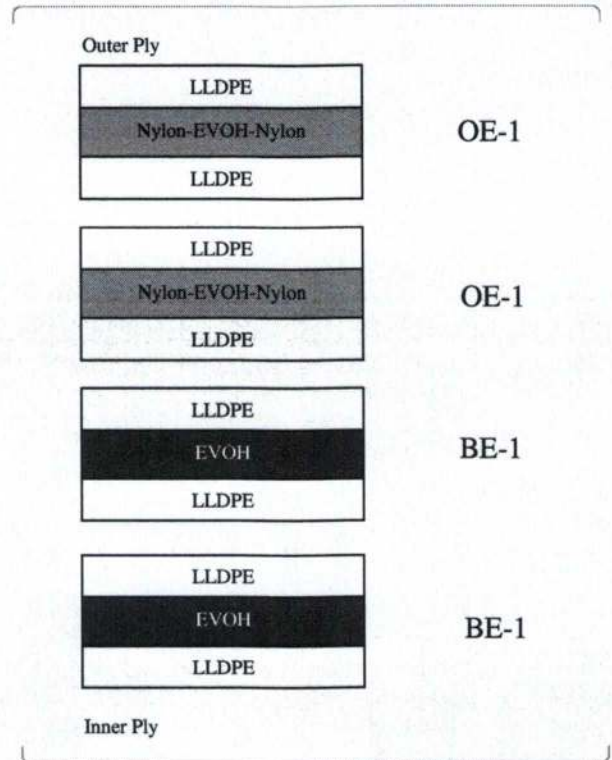 Outer Ply
LLDPE
Nylon-EVOH-Nylon
OE-1
LLDPE
LLDPE
Nylon-EVOH-Nylon
OE-1
LLDPE
LLDPE
EVOH
BE-1
LLDPE
LLDPE
EVOH
BE-1
LLDPE
Inner Ply